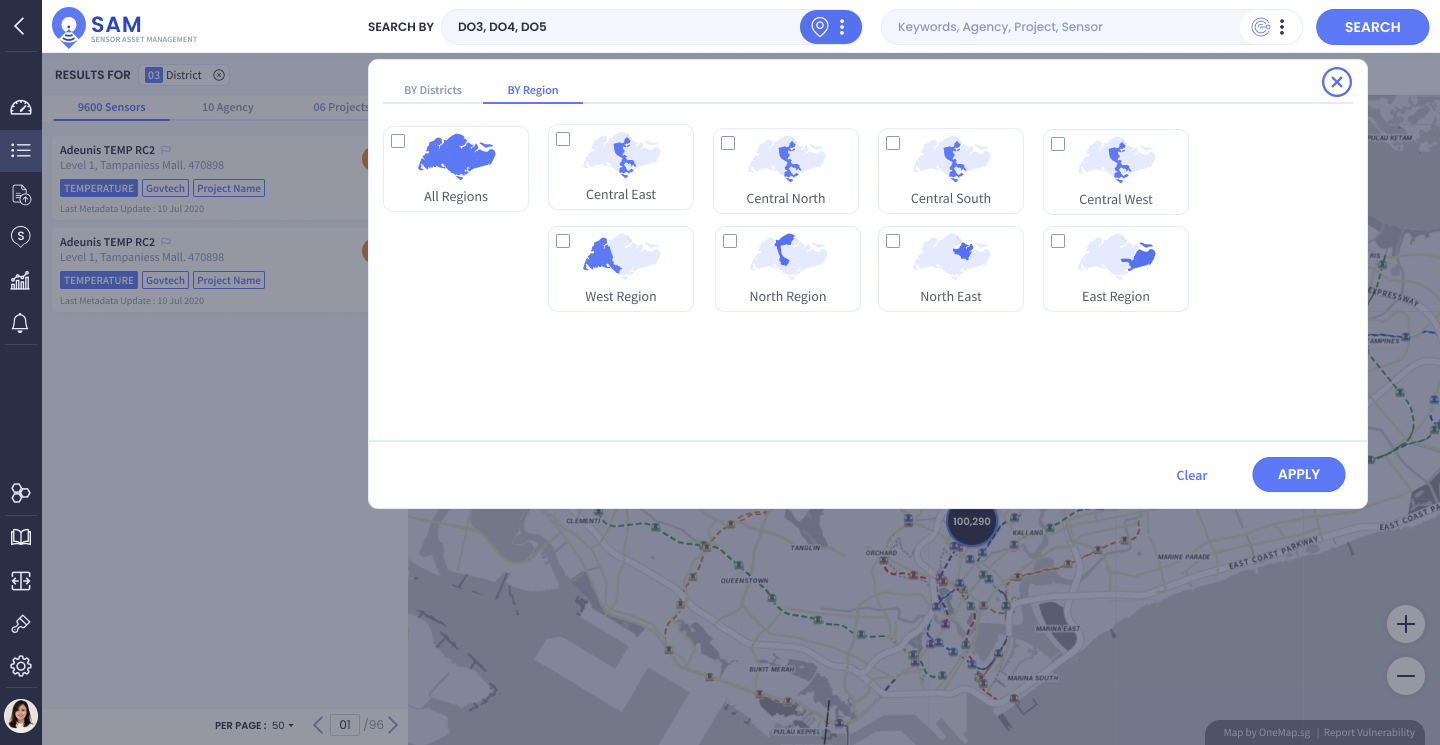 SAM
SENSOR ASSET MANAGEMENT
SEARCH BY
DO3, DO4, DO5
Keywords, Agency, Project, Sensor
SEARCH
RESULTS FOR
03 District
9600 Sensors
10 Agency
06 Projects
Adeunis TEMP RC2
Level 1, Tampaniess Mall. 470898
TEMPERATURE
Govtech
Project Name
Last Metadata Update : 10 Jul 2020
Adeunis TEMP RC2
Level 1, Tampaniess Mall. 470898
TEMPERATURE
Govtech
Project Name
Last Metadata Update : 10 Jul 2020
PER PAGE : 50
01 /96
BY Districts
BY Region
All Regions
Central East
Central North
Central South
Central West
West Region
North Region
North East
East Region
Clear
APPLY
PULAU KETAM
EXPRESSWAY
100,290
CLEMENTI
TANGLIN
ORCHARD
KALLANG
QUEENSTOWN
MARINE PARADE
EAST COAST PARKWAY
MARINA EAST
BUKIT MERAH
MARINA SOUTH
PULAU KEPPEL
Map by OneMap.sg | Report Vulnerability